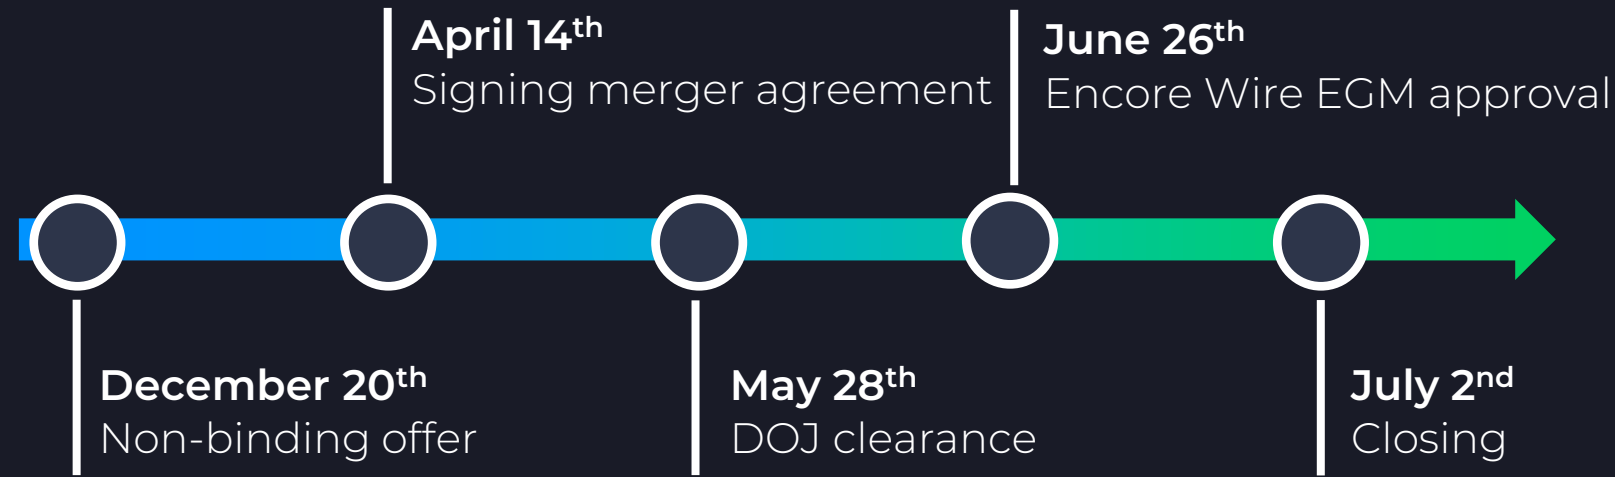 April 14th
Signing merger agreement
June 26th
Encore Wire EGM approval
December 20th
Non-binding offer
May 28th
DOJ clearance
July 2nd
Closing